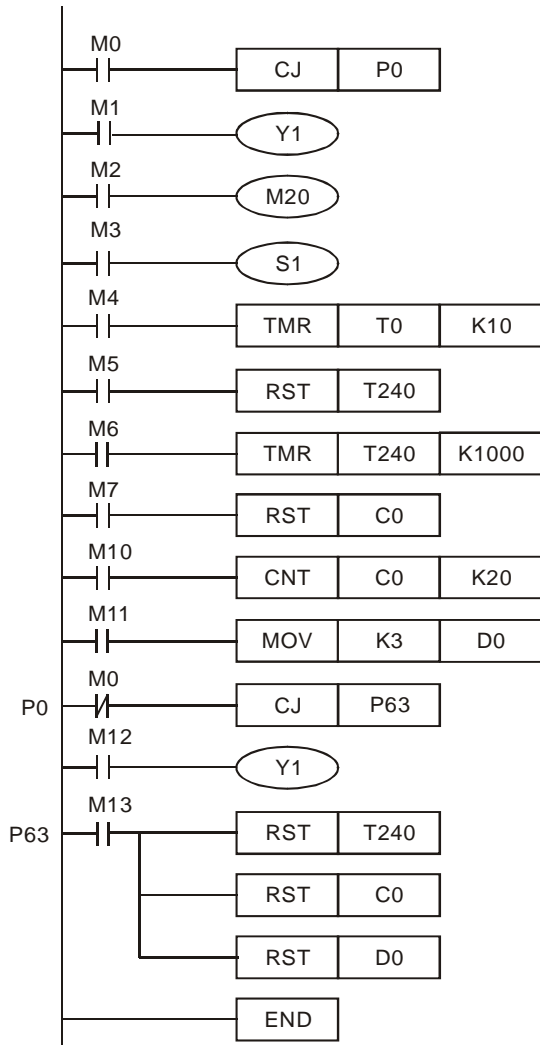 M0
CJ P0
M1
Y1
M2
M20
M3
S1
M4
TMR T0 K10
M5
RST T240
M6
TMR T240 K1000
M7
RST C0
M10
CNT C0 K20
M11
MOV K3 D0
M0
P0 CJ P63
M12
Y1
M13
P63 RST T240
RST C0
RST D0
END